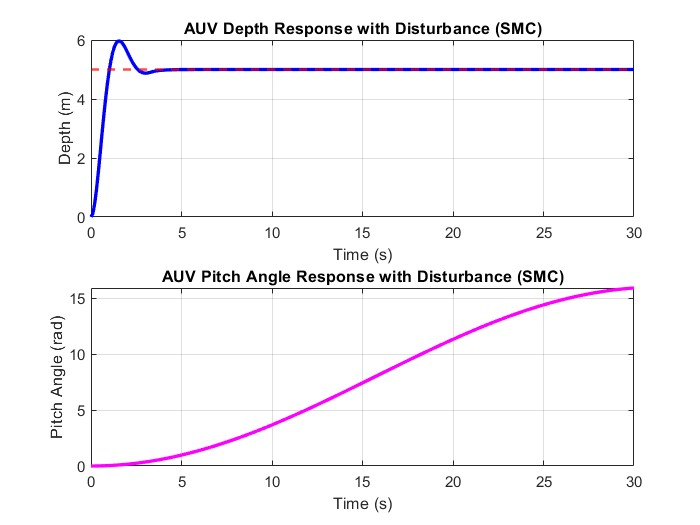 AUV Depth Response with Disturbance (SMC)
6
4
2
0
Depth (m)
0 5 10 15 20 25 30
Time (s)
AUV Pitch Angle Response with Disturbance (SMC)
15
10
5
0
Pitch Angle (rad)
0 5 10 15 20 25 30
Time (s)